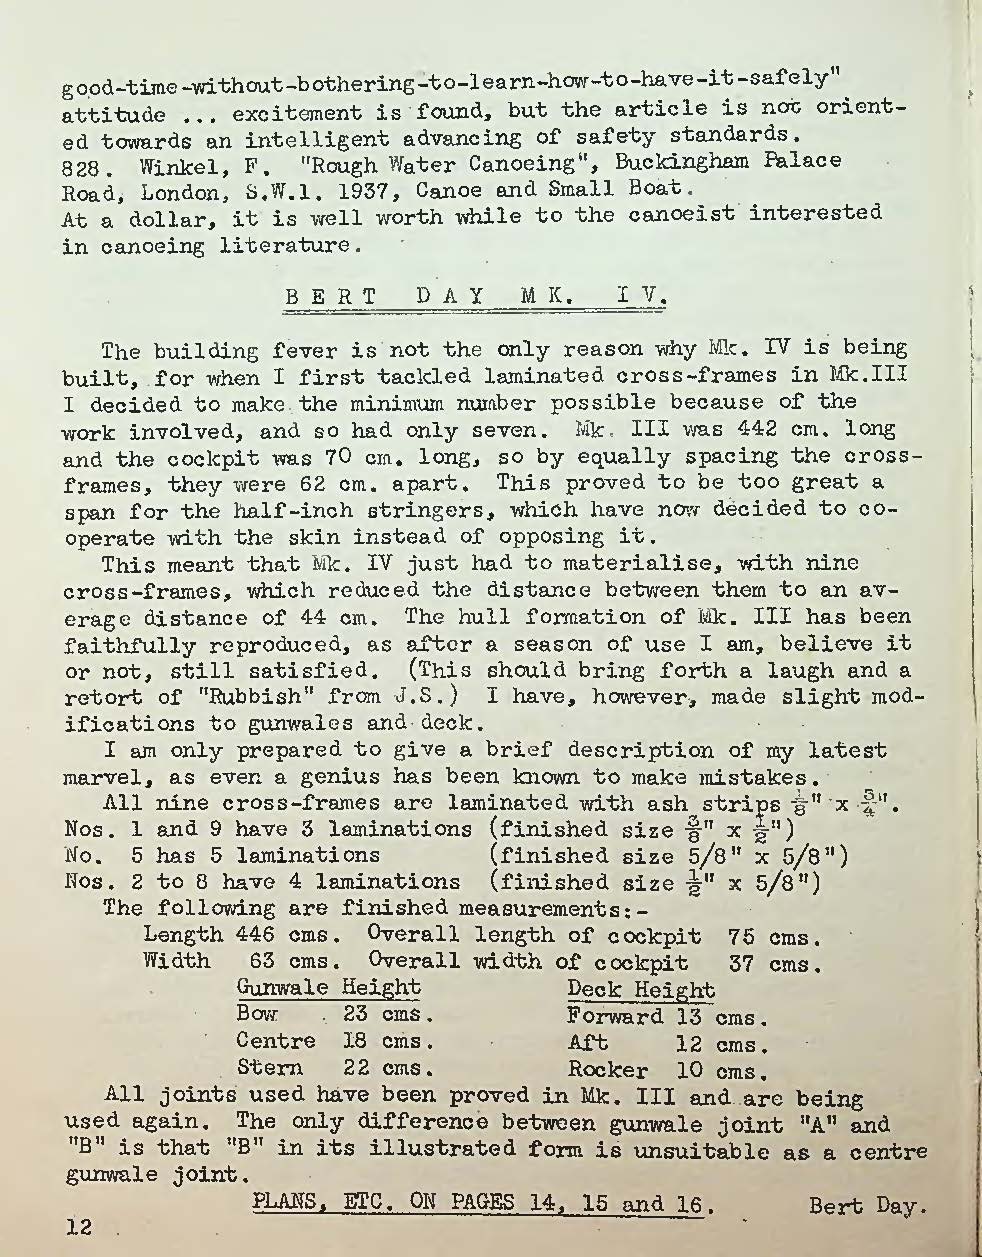 good-time-without-bothering-to-learn-how-to-have-it-safely"
attitude ... excitement is found, but the article is not orient-
ed towards an intelligent advancing of safety standards.
828. Winkel, F. "Rough Water Canoeing", Buckingham Palace
Road, London, S.W.1. 1937, Canoe and Small Boat.
At a dollar, it is well worth while to the canoeist interested
in canoeing literature.
BERT DAY MK. IV.
The building fever is not the only reason why Mk. IV is being
built, for when I first tackled laminated cross-frames in Mk.III
I decided to make the minimum number possible because of the
work involved, and so had only seven. Mk. III was 442 cm. long
and the cockpit was 70 cm. long, so by equally spacing the cross-
frames, they were 62 cm. apart. This proved to be too great a
span for the half-inch stringers, which have now decided to co-
operate with the skin instead of opposing it.
This meant that Mk. IV just had to materialise, with nine
cross-frames, which reduced the distance between them to an av-
erage distance of 44 cm. The hull formation of Mk. III has been
faithfully reproduced, as after a season of use I am, believe it
or not, still satisfied. (This should bring forth a laugh and a
retort of "Rubbish" from J.S.) I have, however, made slight mod-
ifications to gunwales and deck.
I am only prepared to give a brief description of my latest
marvel, as even a genius has been known to make mistakes.
All nine cross-frames are laminated with ash strips 1/8" x
Nos. 1 and 9 have 3 laminations (finished size 3/8" x 1/2")
No. 5 has 5 laminations (finished size 5/8" x 5/8")
Nos. 2 to 8 have 4 laminations (finished size 1/2" x 5/8")
The following are finished measurements:-
Length 446 cms. Overall length of cockpit 75 cms.
Width 63 cms. Overall width of cockpit 37 cms.
Gunwale Height Deck Height
Bow 23 cms. Forward 13 cms.
Centre 18 cms. Aft 12 cms.
Stern 22 cms. Rocker 10 cms.
All joints used have been proved in Mk. III and are being
used again. The only difference between gunwale joint "A" and
"B" is that "B" in its illustrated form is unsuitable as a centre
gunwale joint.
PLANS, ETC. ON PAGES 14, 15 and 16. Bert Day.
12